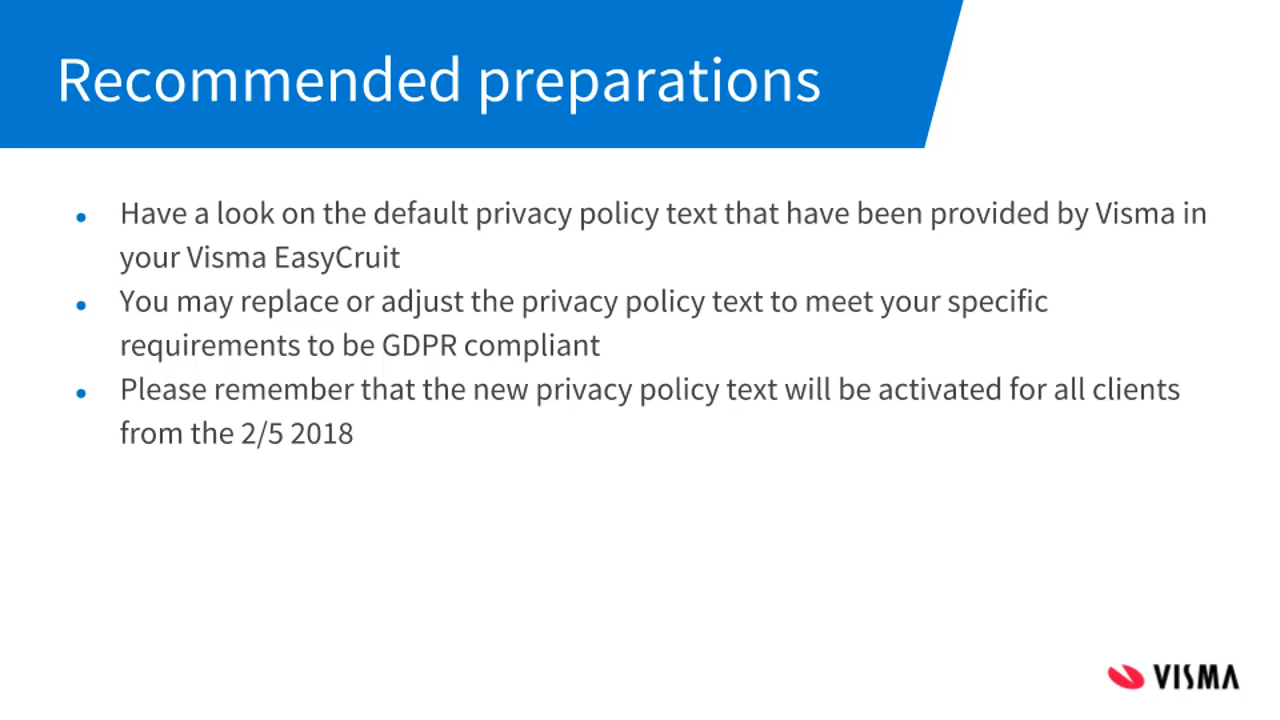 Recommended preparations
● Have a look on the default privacy policy text that have been provided by Visma in
your Visma EasyCruit
● You may replace or adjust the privacy policy text to meet your specific
requirements to be GDPR compliant
● Please remember that the new privacy policy text will be activated for all clients
from the 2/5 2018
VISMA